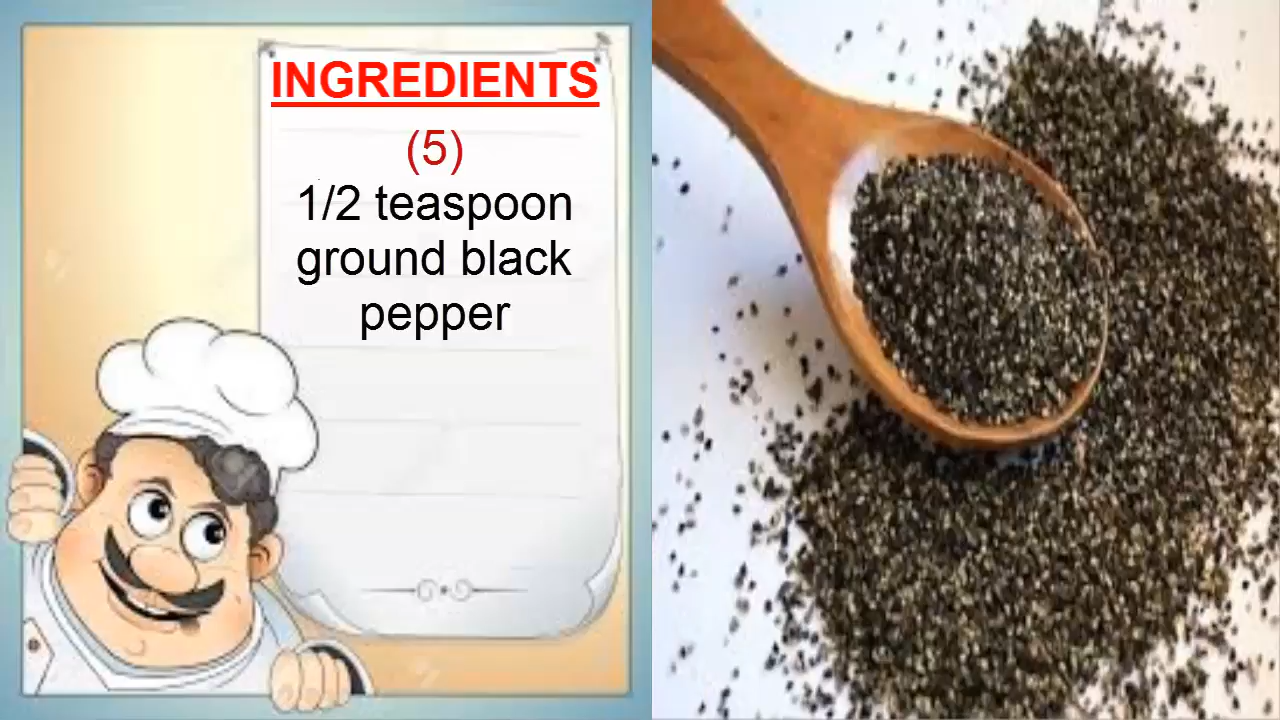 INGREDIENTS
(5)
1/2 teaspoon
ground black
pepper